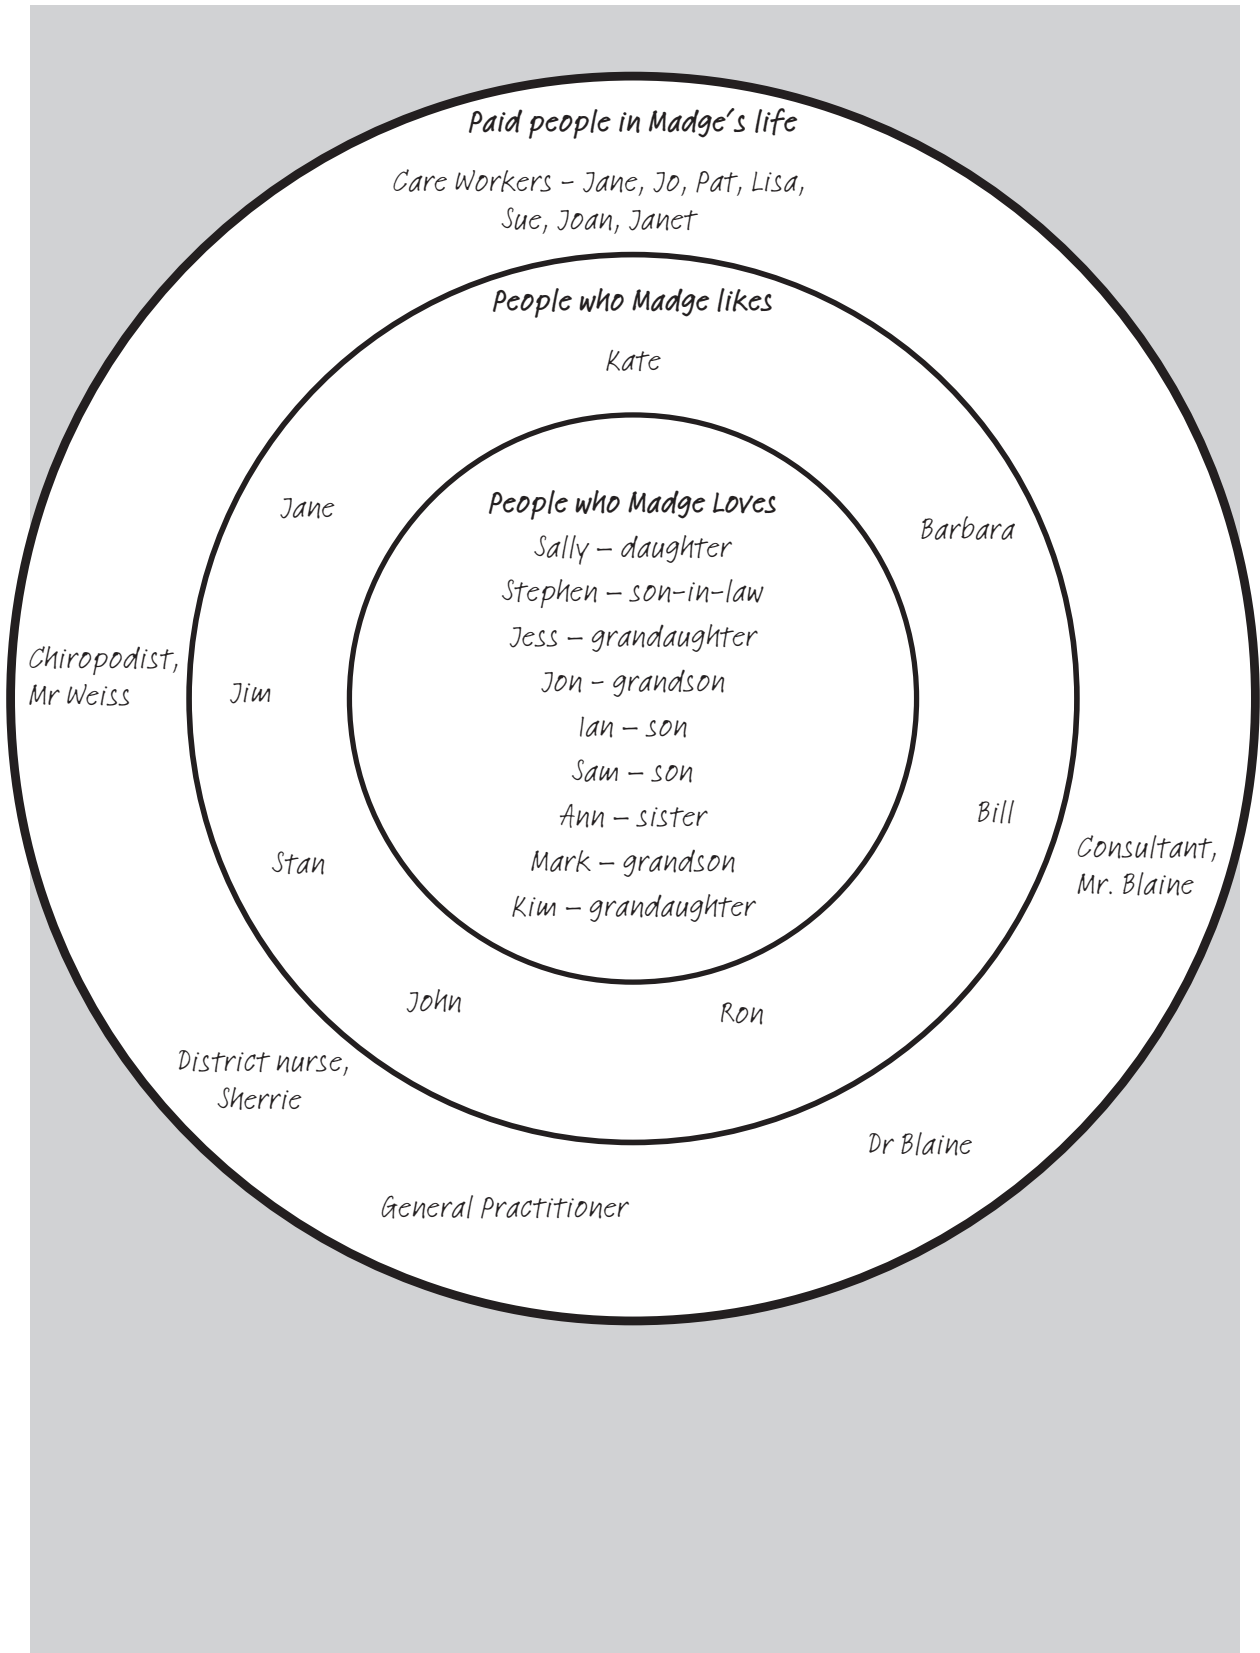 Paid people in Madge's life
Care Workers – Jane, Jo, Pat, Lisa,
Sue, Joan, Janet
People who Madge likes
Kate
People who Madge Loves
Jane
Barbara
Sally – daughter
Stephen – son-in-law
Jess – grandaughter
Chiropodist,
Mr Weiss
Jim
Jon – grandson
Ian – son
Sam – son
Ann – sister
Bill
Mark – grandson
Stan
Consultant,
Mr. Blaine
Kim – grandaughter
John
Ron
District nurse,
Sherrie
Dr Blaine
General Practitioner